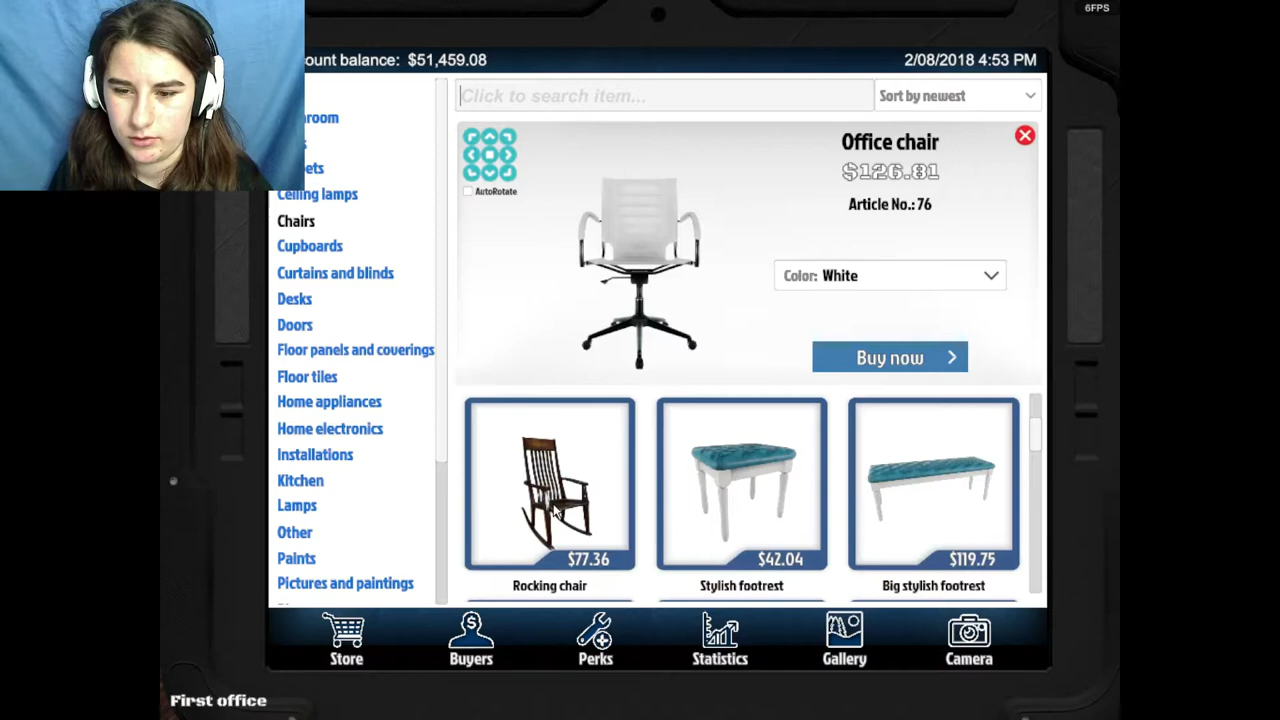 6FPS
ount balance: $51,459.08
2/08/2018 4:53 PM
Click to search item...
Sort by newest
room
Ceiling lamps
Chairs
Cupboards
Curtains and blinds
Desks
Doors
Floor panels and coverings
Floor tiles
Home appliances
Home electronics
Installations
Kitchen
Lamps
Other
Paints
Pictures and paintings
AutoRotate
Office chair
$126.81
Article No.: 76
Color: White
Buy now
$77.36
$42.04
$119.75
Rocking chair
Stylish footrest
Big stylish footrest
Store
Buyers
Perks
Statistics
Gallery
Camera
First office